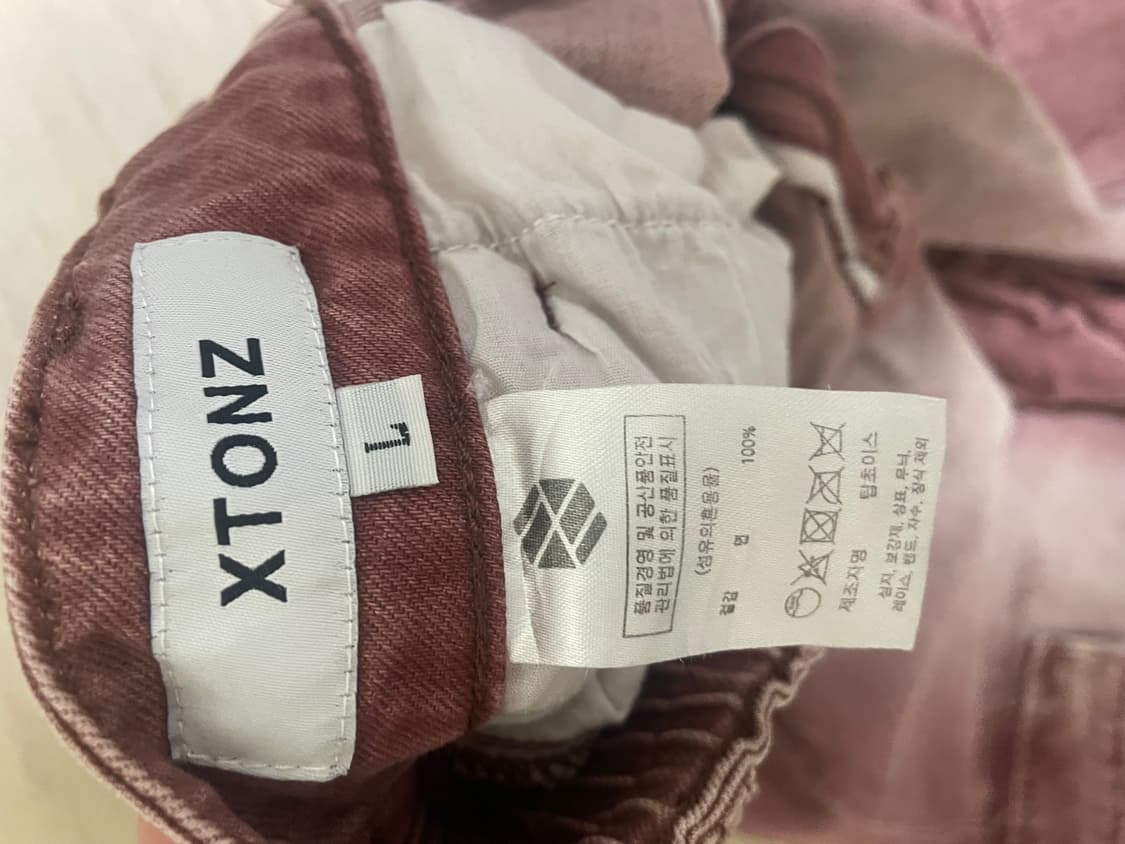 XTONZ
L
품질경영 및 공산품안전
관리법에 의한 품질표시
(섬유의혼용율)
겉감 면 100%
제조자명 탑초이스
심지, 보강재, 상표, 무늬,
레이스, 밴드, 자수, 장식 제외